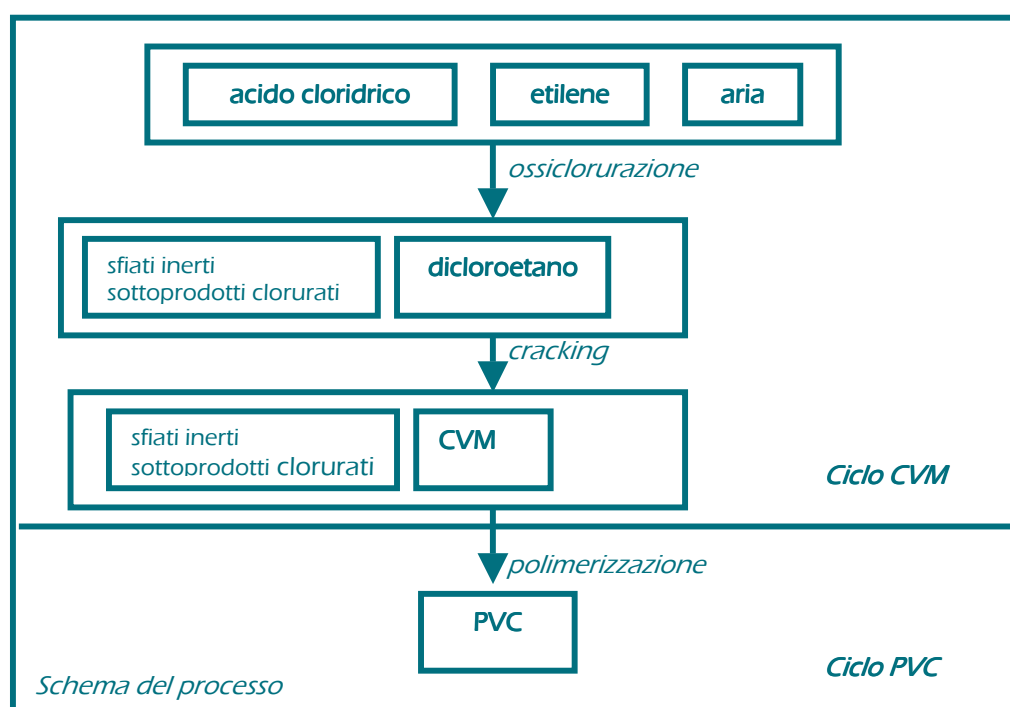 acido cloridrico
etilene
aria
ossiclorurazione
sfiati inerti
sottoprodotti clorurati
dicloroetano
cracking
sfiati inerti
sottoprodotti clorurati
CVM
Ciclo CVM
polimerizzazione
PVC
Ciclo PVC
Schema del processo